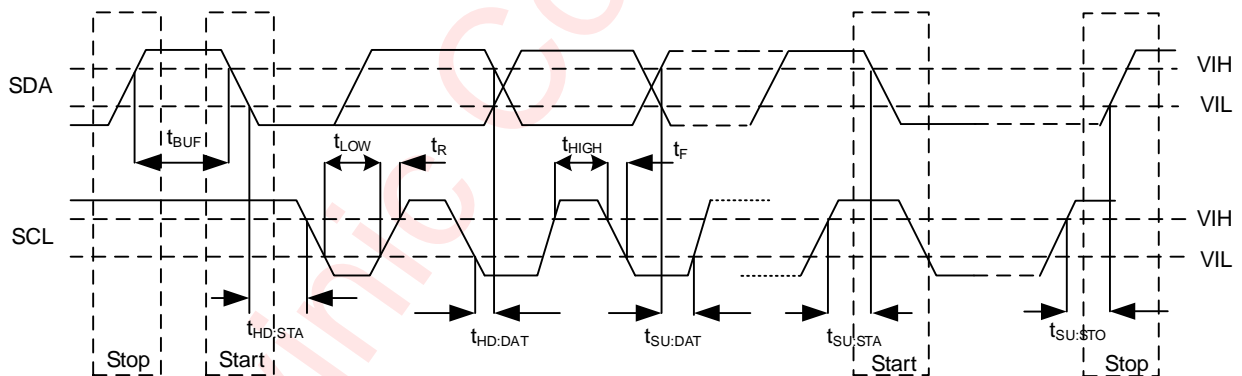 SDA
VIH
VIL
tBUF
tLOW
tR
tHIGH
tF
SCL
VIH
VIL
tHD:STA
tHD:DAT
tSU:DAT
tSU:STA
tSU:STO
Stop
Start
Start
Stop